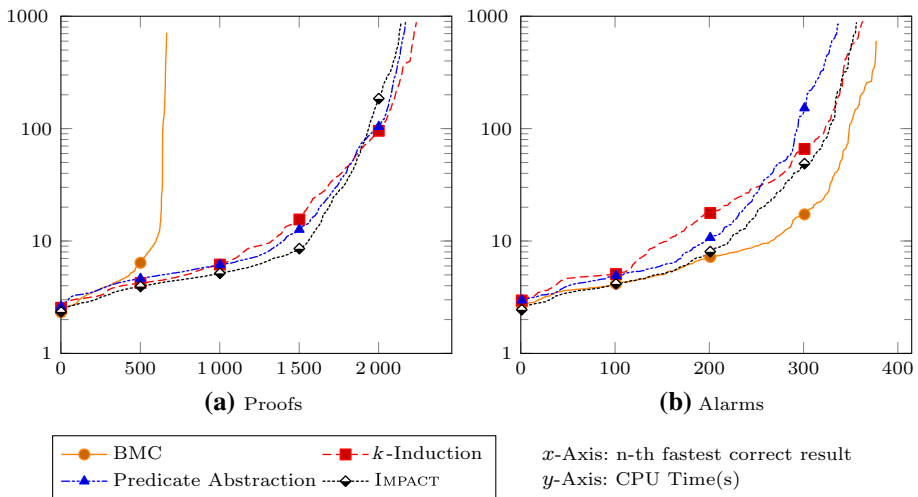 1000
100
10
1
0
500
1 000
1 500
2 000
(a) Proofs
1000
100
10
1
0
100
200
300
400
(b) Alarms
BMC
k-Induction
Predicate Abstraction
IMPACT
x-Axis: n-th fastest correct result
y-Axis: CPU Time(s)